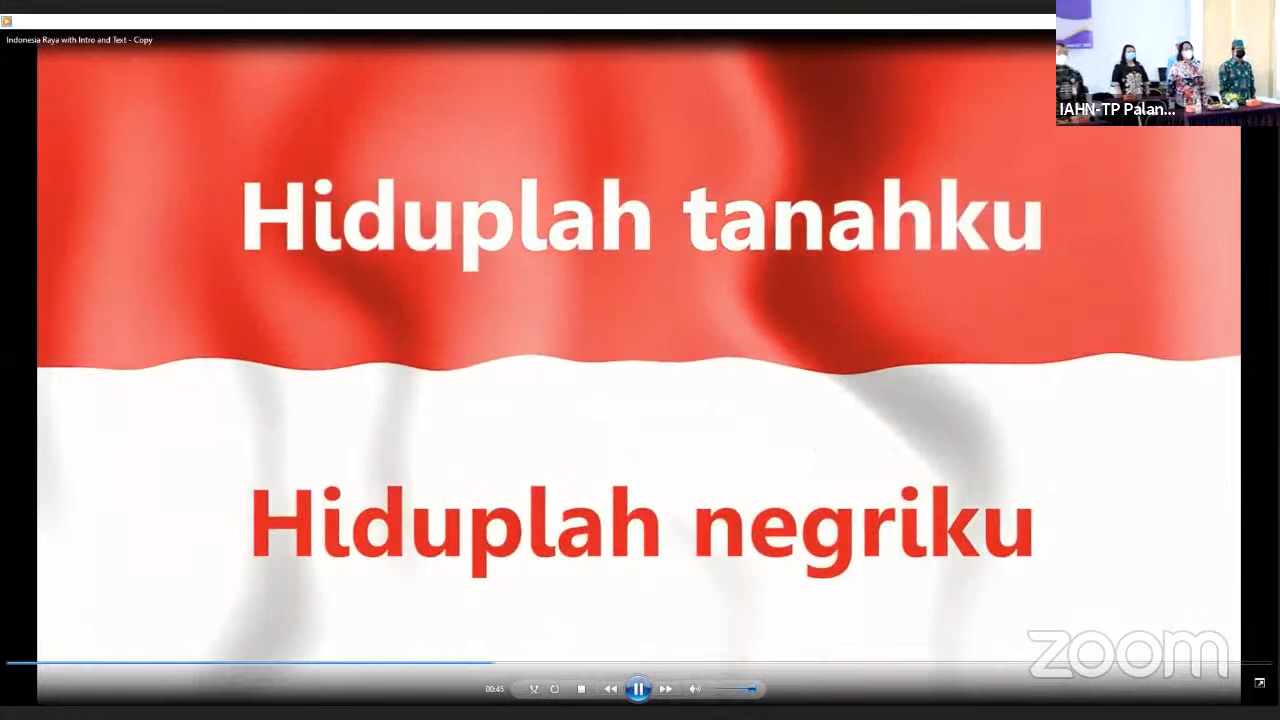 Indonesia Raya with Intro and Text - Copy
IAHN-TP Palan...
Hiduplah tanahku
Hiduplah negriku
zoom
00:45